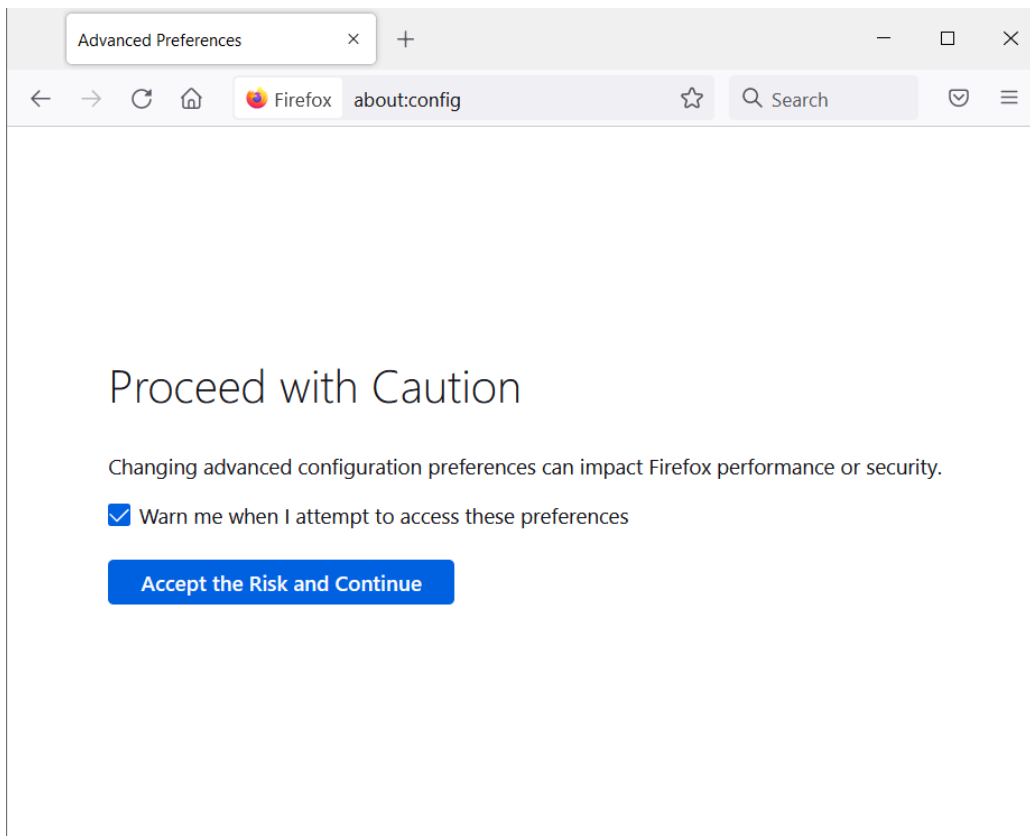 Advanced Preferences
Firefox about:config Search
Proceed with Caution
Changing advanced configuration preferences can impact Firefox performance or security.
Warn me when I attempt to access these preferences
Accept the Risk and Continue